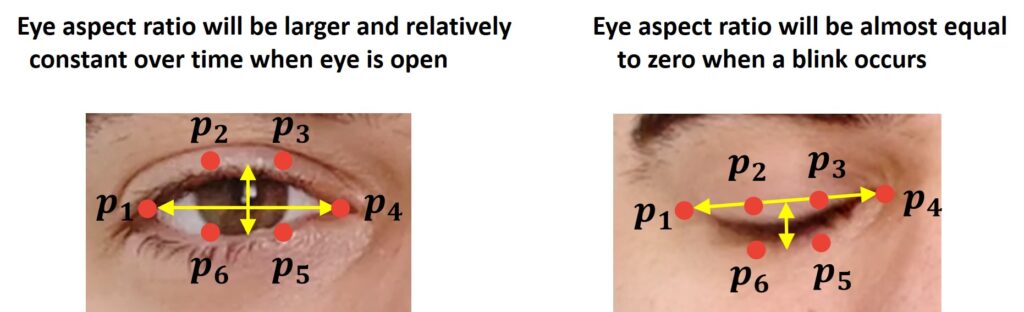 Eye aspect ratio will be larger and relatively
constant over time when eye is open
p2 p3
p1 p4
p6 p5
Eye aspect ratio will be almost equal
to zero when a blink occurs
p2 p3
p1 p4
p6 p5